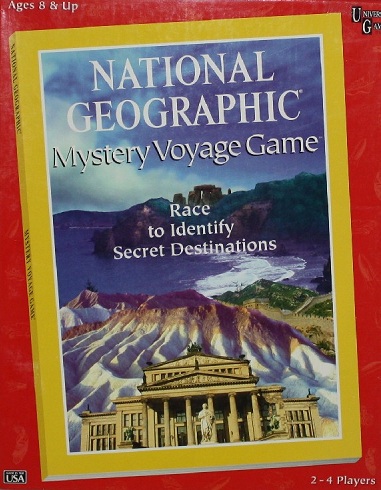 Ages 8 & Up
NATIONAL
GEOGRAPHIC
Mystery Voyage Game
Race
to Identify
Secret Destinations
NATIONAL GEOGRAPHIC
MYSTERY VOYAGE GAME
USA
2-4 Players